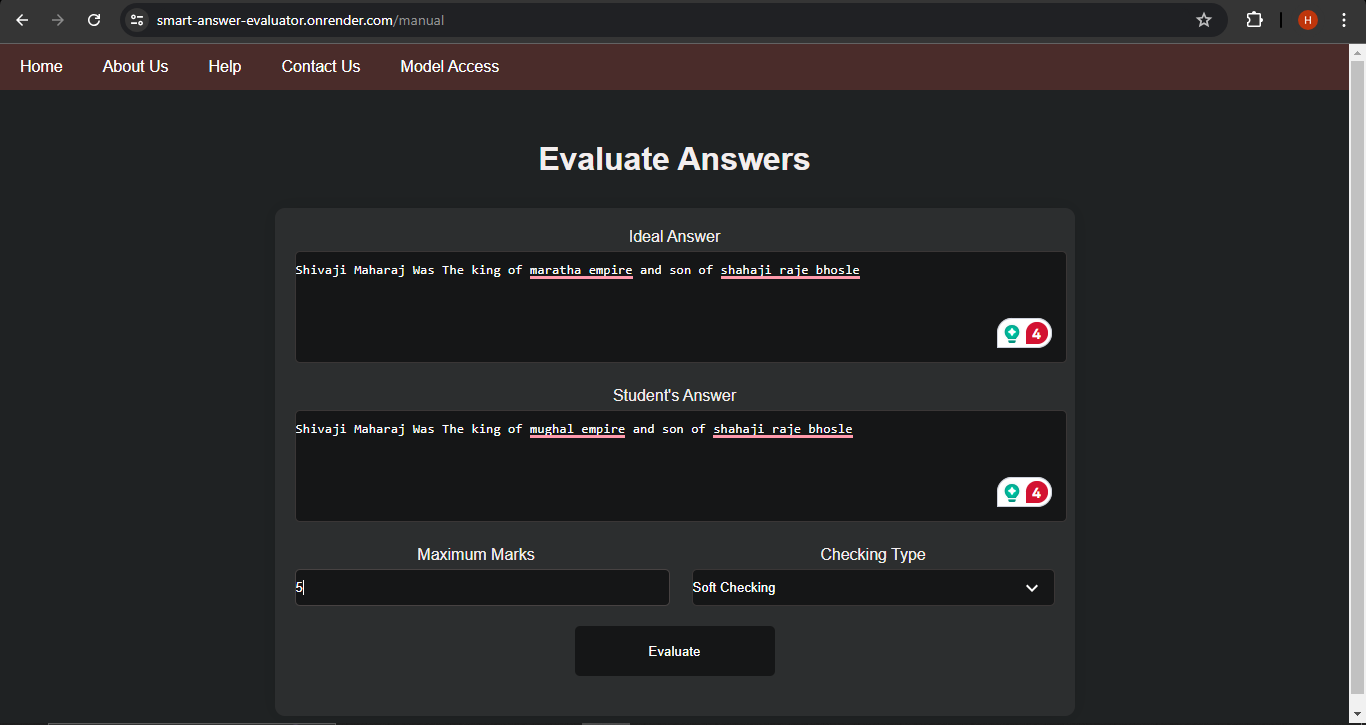 smart-answer-evaluator.onrender.com/manual
H
Home About Us Help Contact Us Model Access
Evaluate Answers
Ideal Answer
Shivaji Maharaj Was The king of maratha empire and son of shahaji raje bhosle
4
Student's Answer
Shivaji Maharaj Was The king of mughal empire and son of shahaji raje bhosle
4
Maximum Marks Checking Type
5 Soft Checking
Evaluate